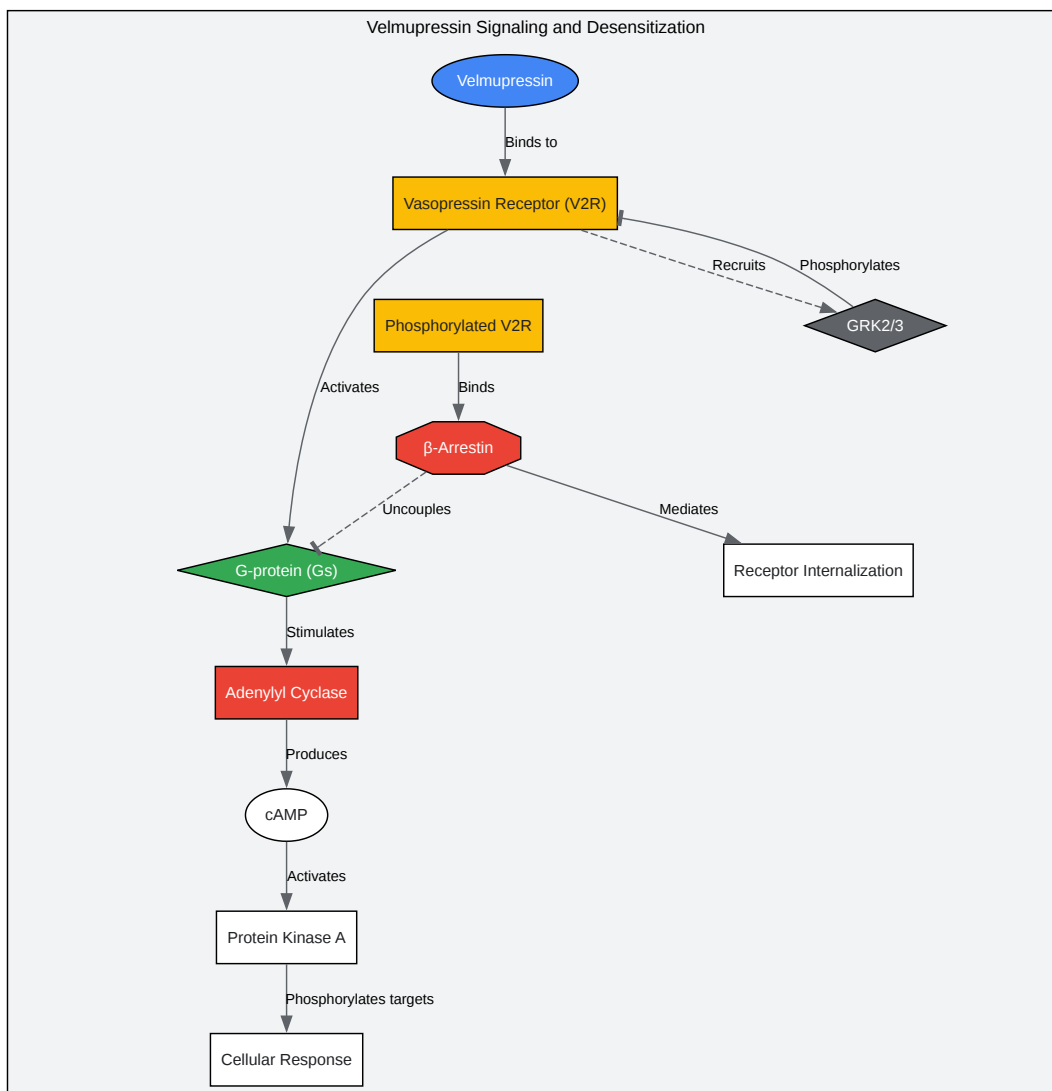 Velmupressin Signaling and Desensitization
Velmupressin
Binds to
Vasopressin Receptor (V2R)
Recruits
Phosphorylates
Phosphorylated V2R
GRK2/3
Activates
Binds
β-Arrestin
Uncouples
Mediates
G-protein (Gs)
Receptor Internalization
Stimulates
Adenylyl Cyclase
Produces
cAMP
Activates
Protein Kinase A
Phosphorylates targets
Cellular Response